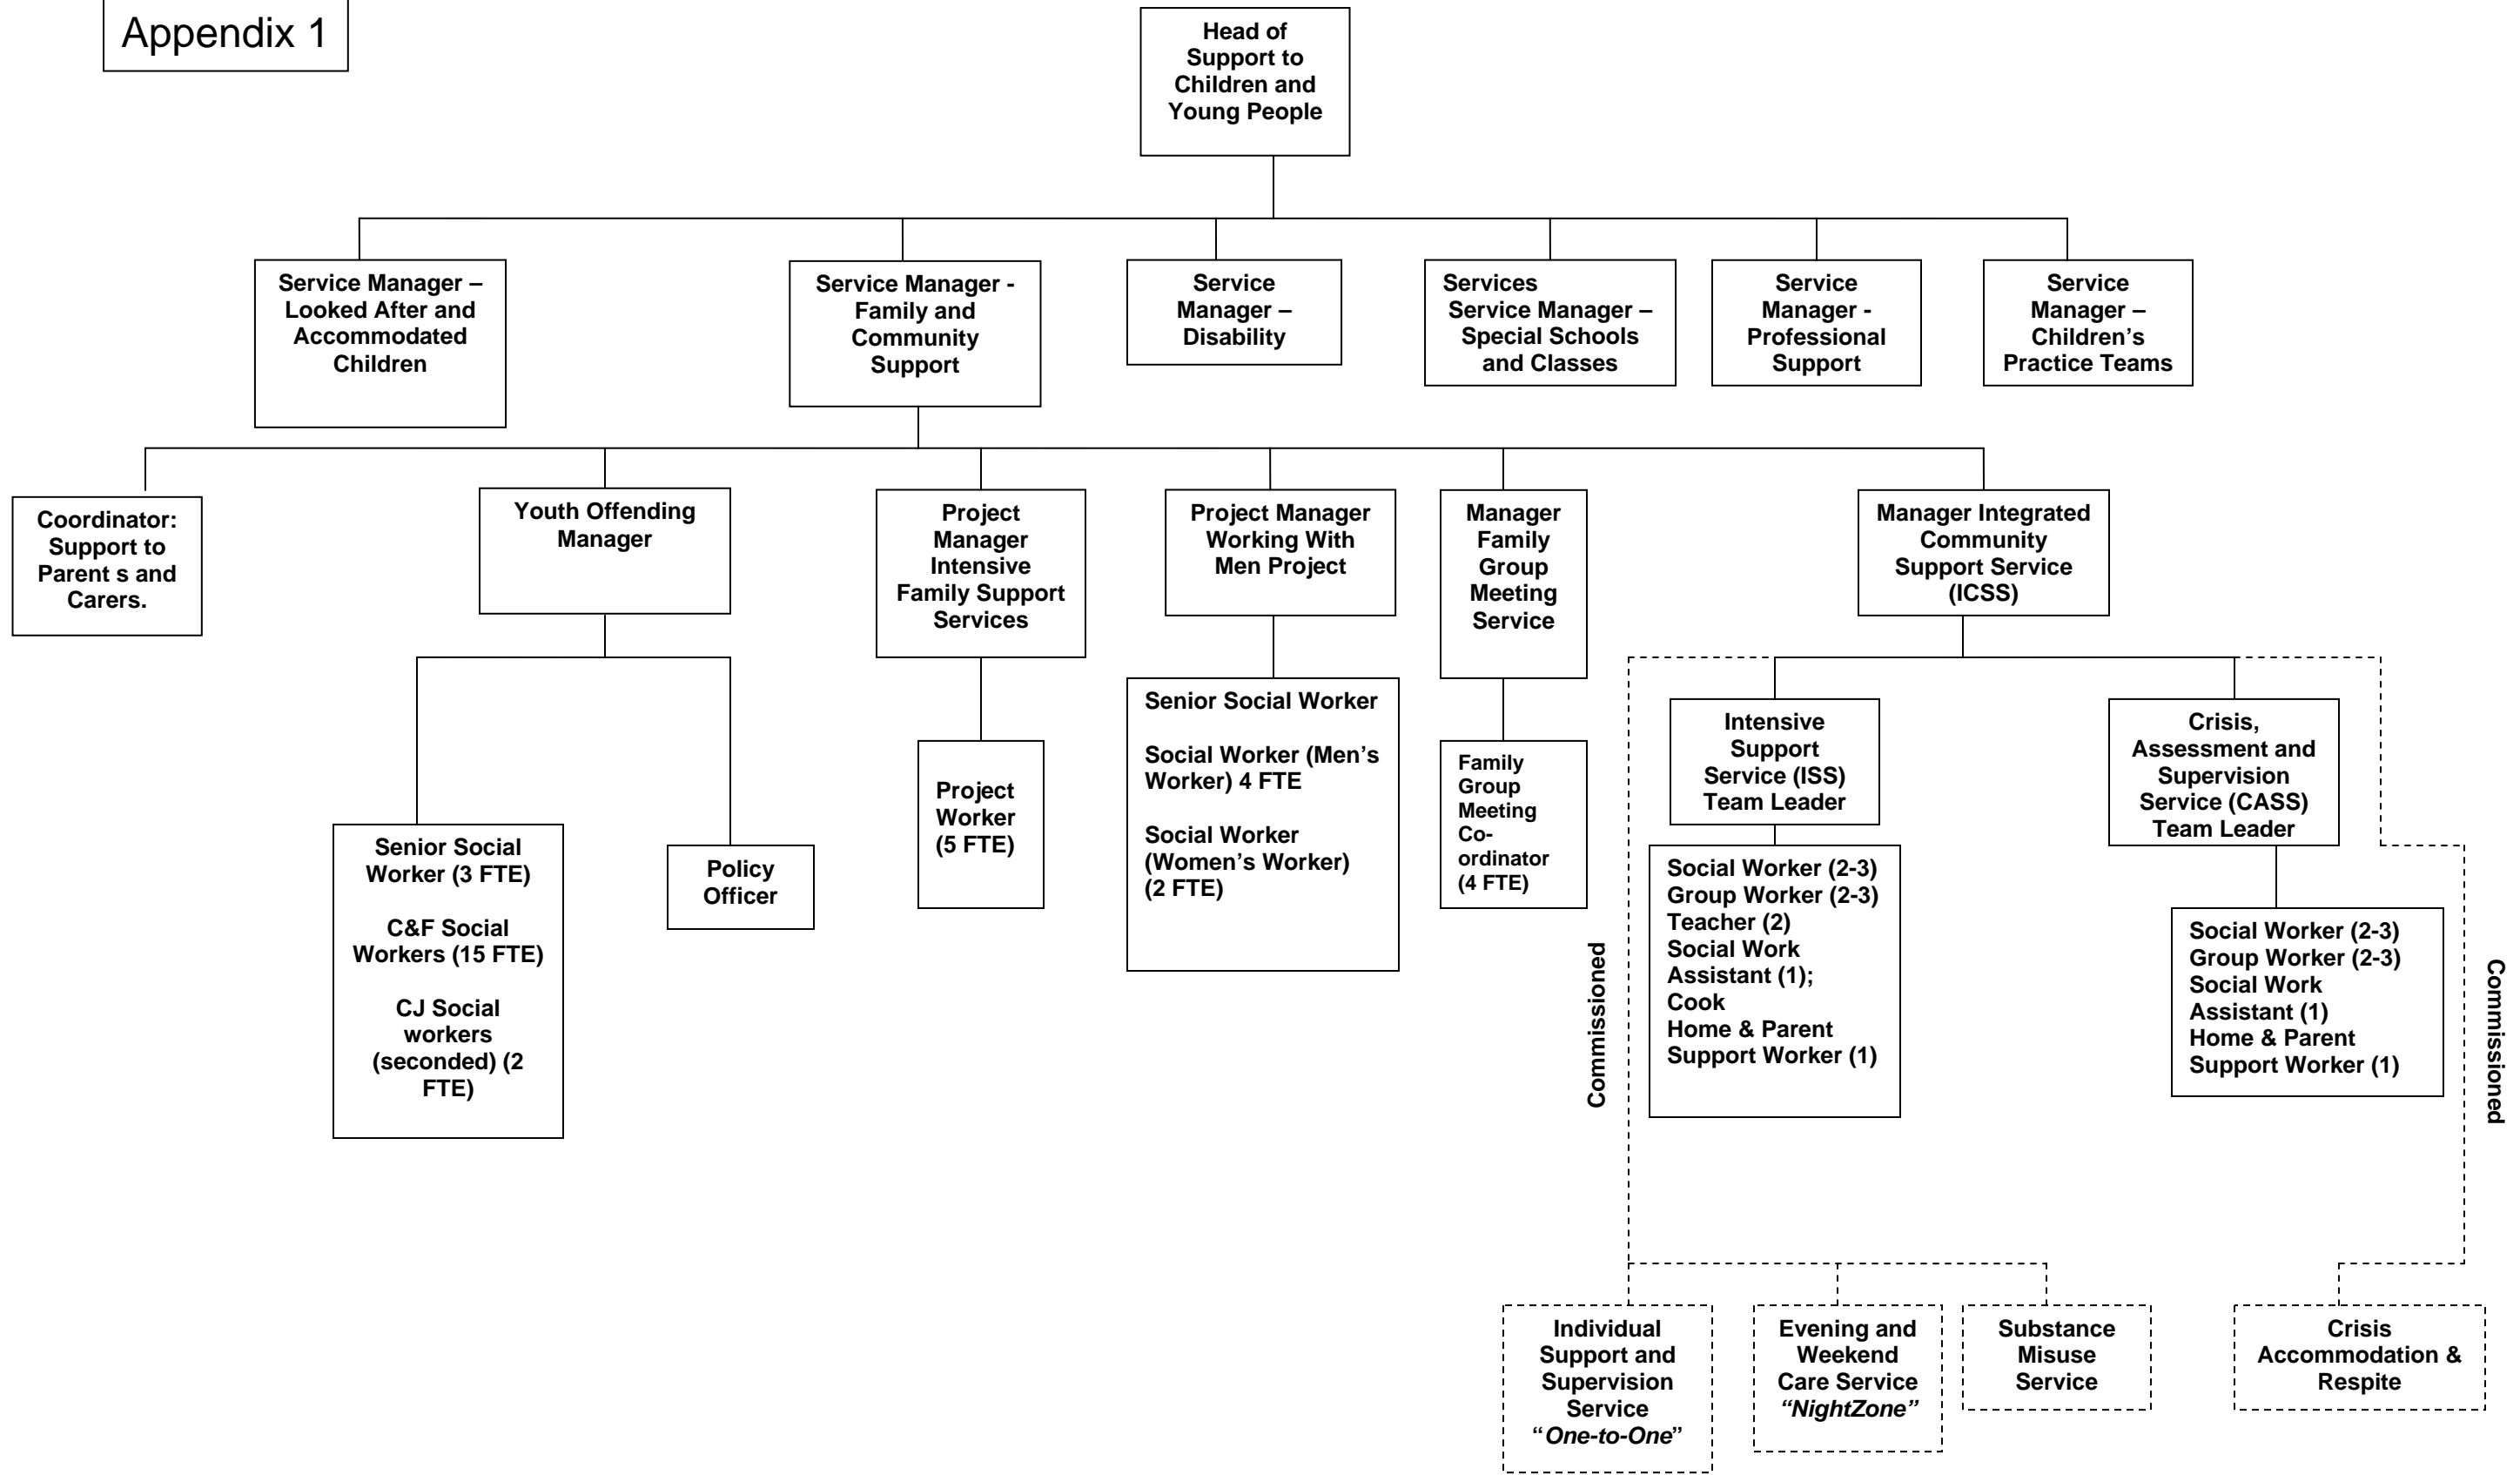 Appendix 1
Head of
Support to
Children and
Young People
Service Manager –
Looked After and
Accommodated
Children
Service Manager -
Family and
Community
Support
Service
Manager –
Disability
Services
Service Manager –
Special Schools
and Classes
Service
Manager -
Professional
Support
Service
Manager –
Children’s
Practice Teams
Coordinator:
Support to
Parent s and
Carers.
Youth Offending
Manager
Project
Manager
Intensive
Family Support
Services
Project Manager
Working With
Men Project
Manager
Family
Group
Meeting
Service
Manager Integrated
Community
Support Service
(ICSS)
Senior Social
Worker (3 FTE)
C&F Social
Workers (15 FTE)
CJ Social
workers
(seconded) (2
FTE)
Policy
Officer
Project
Worker
(5 FTE)
Senior Social Worker
Social Worker (Men’s
Worker) 4 FTE
Social Worker
(Women’s Worker)
(2 FTE)
Family
Group
Meeting
Co-
ordinator
(4 FTE)
Intensive
Support
Service (ISS)
Team Leader
Crisis,
Assessment and
Supervision
Service (CASS)
Team Leader
Commissioned
Social Worker (2-3)
Group Worker (2-3)
Teacher (2)
Social Work
Assistant (1);
Cook
Home & Parent
Support Worker (1)
Social Worker (2-3)
Group Worker (2-3)
Social Work
Assistant (1)
Home & Parent
Support Worker (1)
Commissioned
Individual
Support and
Supervision
Service
“One-to-One”
Evening and
Weekend
Care Service
“NightZone”
Substance
Misuse
Service
Crisis
Accommodation &
Respite